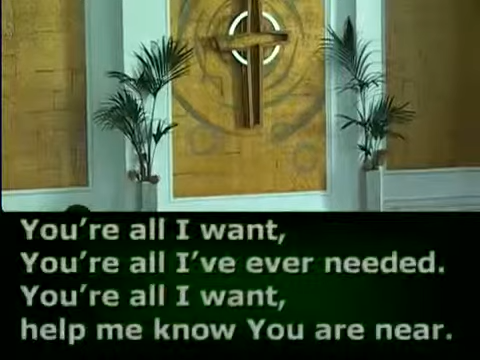 You're all I want,
You're all I've ever needed.
You're all I want,
help me know You are near.